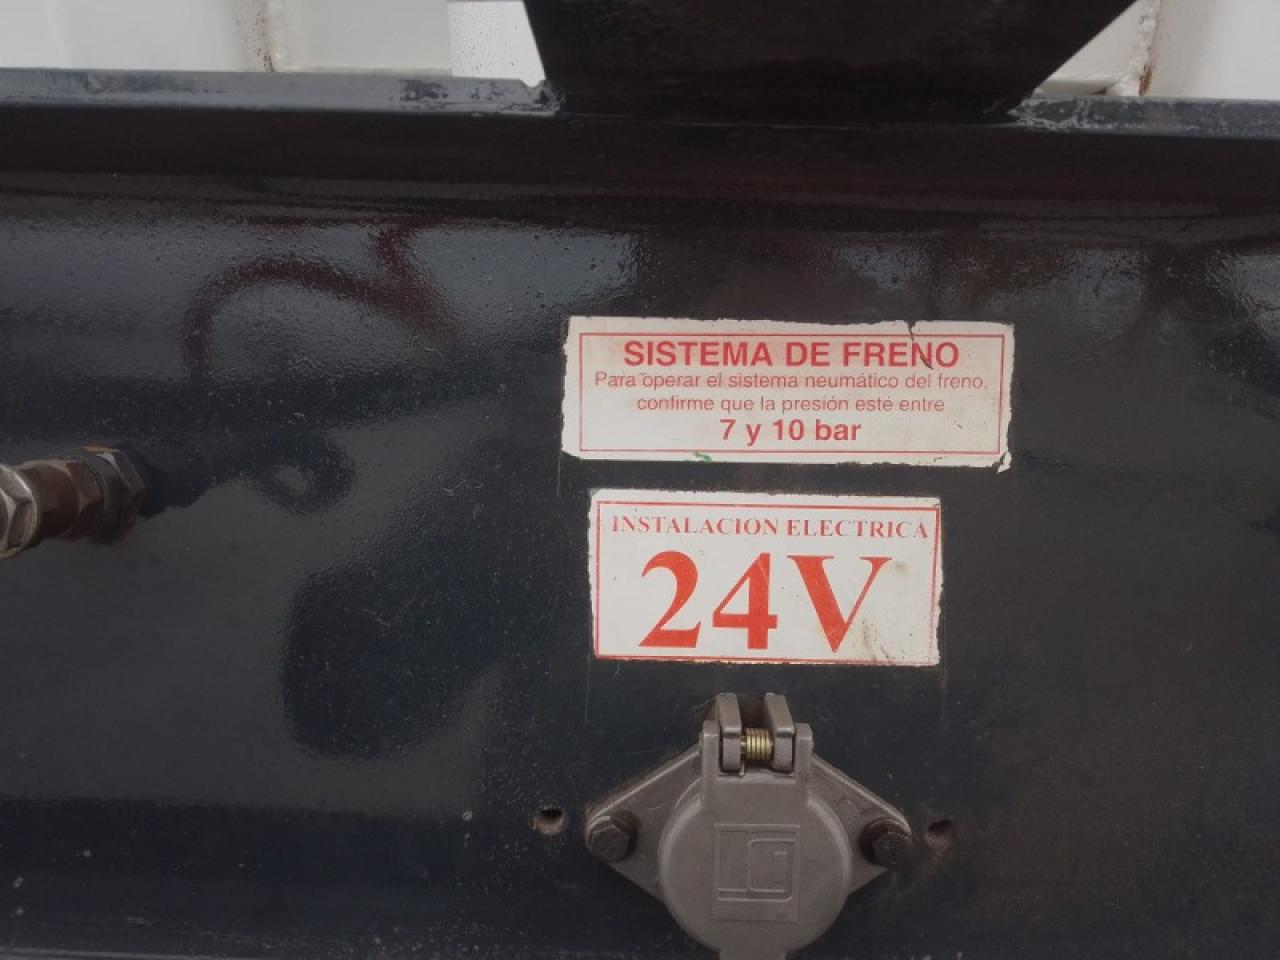 SISTEMA DE FRENO
Para operar el sistema neumático del freno,
confirme que la presión esté entre
7 y 10 bar
INSTALACION ELECTRICA
24V